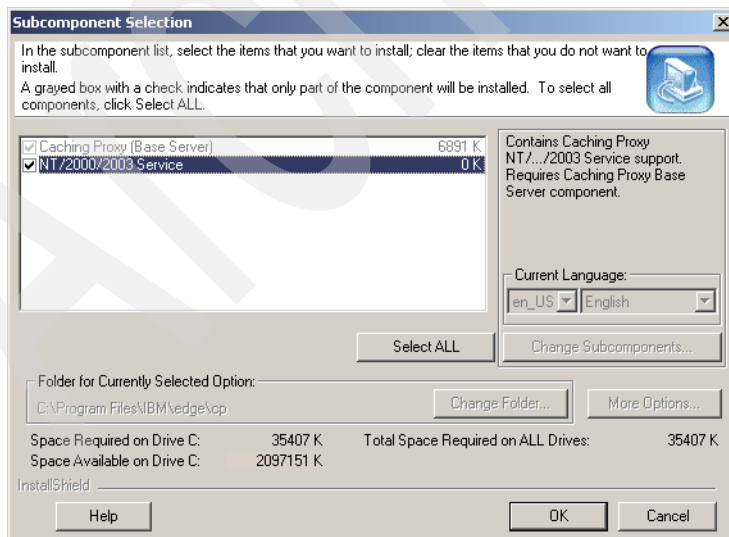 Subcomponent Selection
In the subcomponent list, select the items that you want to install; clear the items that you do not want to
install.
A grayed box with a check indicates that only part of the component will be installed. To select all
components, click Select ALL.
Caching Proxy (Base Server) 6891 K
NT/2000/2003 Service 0 K
Contains Caching Proxy
NT/.../2003 Service support.
Requires Caching Proxy Base
Server component.
Current Language:
en_US English
Select ALL
Change Subcomponents...
Folder for Currently Selected Option:
C:\Program Files\IBM\edge\cp
Change Folder...
More Options...
Space Required on Drive C: 35407 K Total Space Required on ALL Drives: 35407 K
Space Available on Drive C: 2097151 K
InstallShield
Help OK Cancel